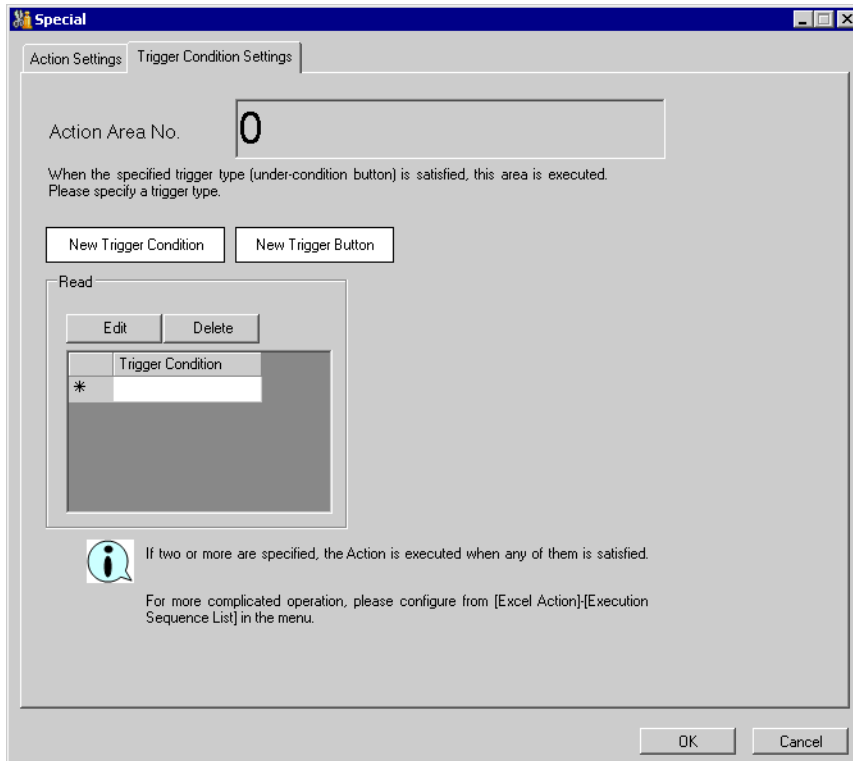 Special
Action Settings
Trigger Condition Settings
Action Area No.
0
When the specified trigger type (under-condition button) is satisfied, this area is executed.
Please specify a trigger type.
New Trigger Condition
New Trigger Button
Read
Edit
Delete
Trigger Condition
*
If two or more are specified, the Action is executed when any of them is satisfied.
For more complicated operation, please configure from [Excel Action]-[Execution
Sequence List] in the menu.
OK
Cancel